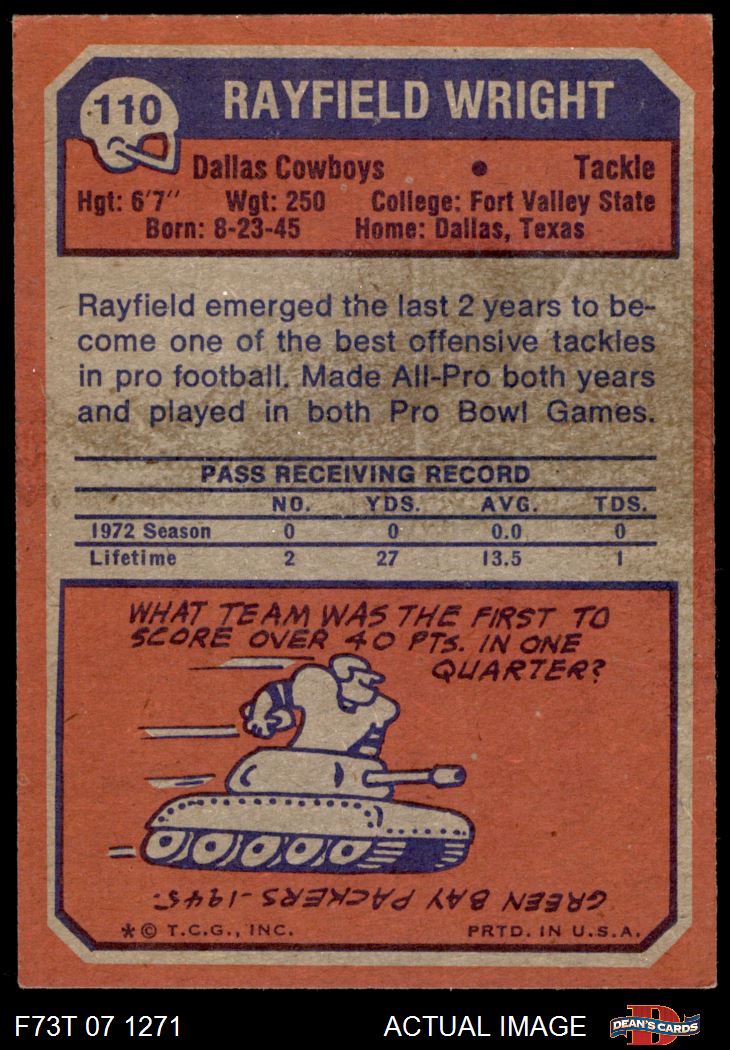 110
RAYFIELD WRIGHT
Dallas Cowboys • Tackle
Hgt: 6'7" Wgt: 250 College: Fort Valley State
Born: 8-23-45 Home: Dallas, Texas
Rayfield emerged the last 2 years to be-
come one of the best offensive tackles
in pro football. Made All-Pro both years
and played in both Pro Bowl Games.
PASS RECEIVING RECORD
NO. YDS. AVG. TDS.
1972 Season 0 0 0.0 0
Lifetime 2 27 13.5 1
WHAT TEAM WAS THE FIRST TO
SCORE OVER 40 PTS. IN ONE
QUARTER?
GREEN BAY PACKERS-1945.
*© T.C.G., INC. PRTD. IN U.S.A.
F73T 07 1271 ACTUAL IMAGE DEAN'S CARDS